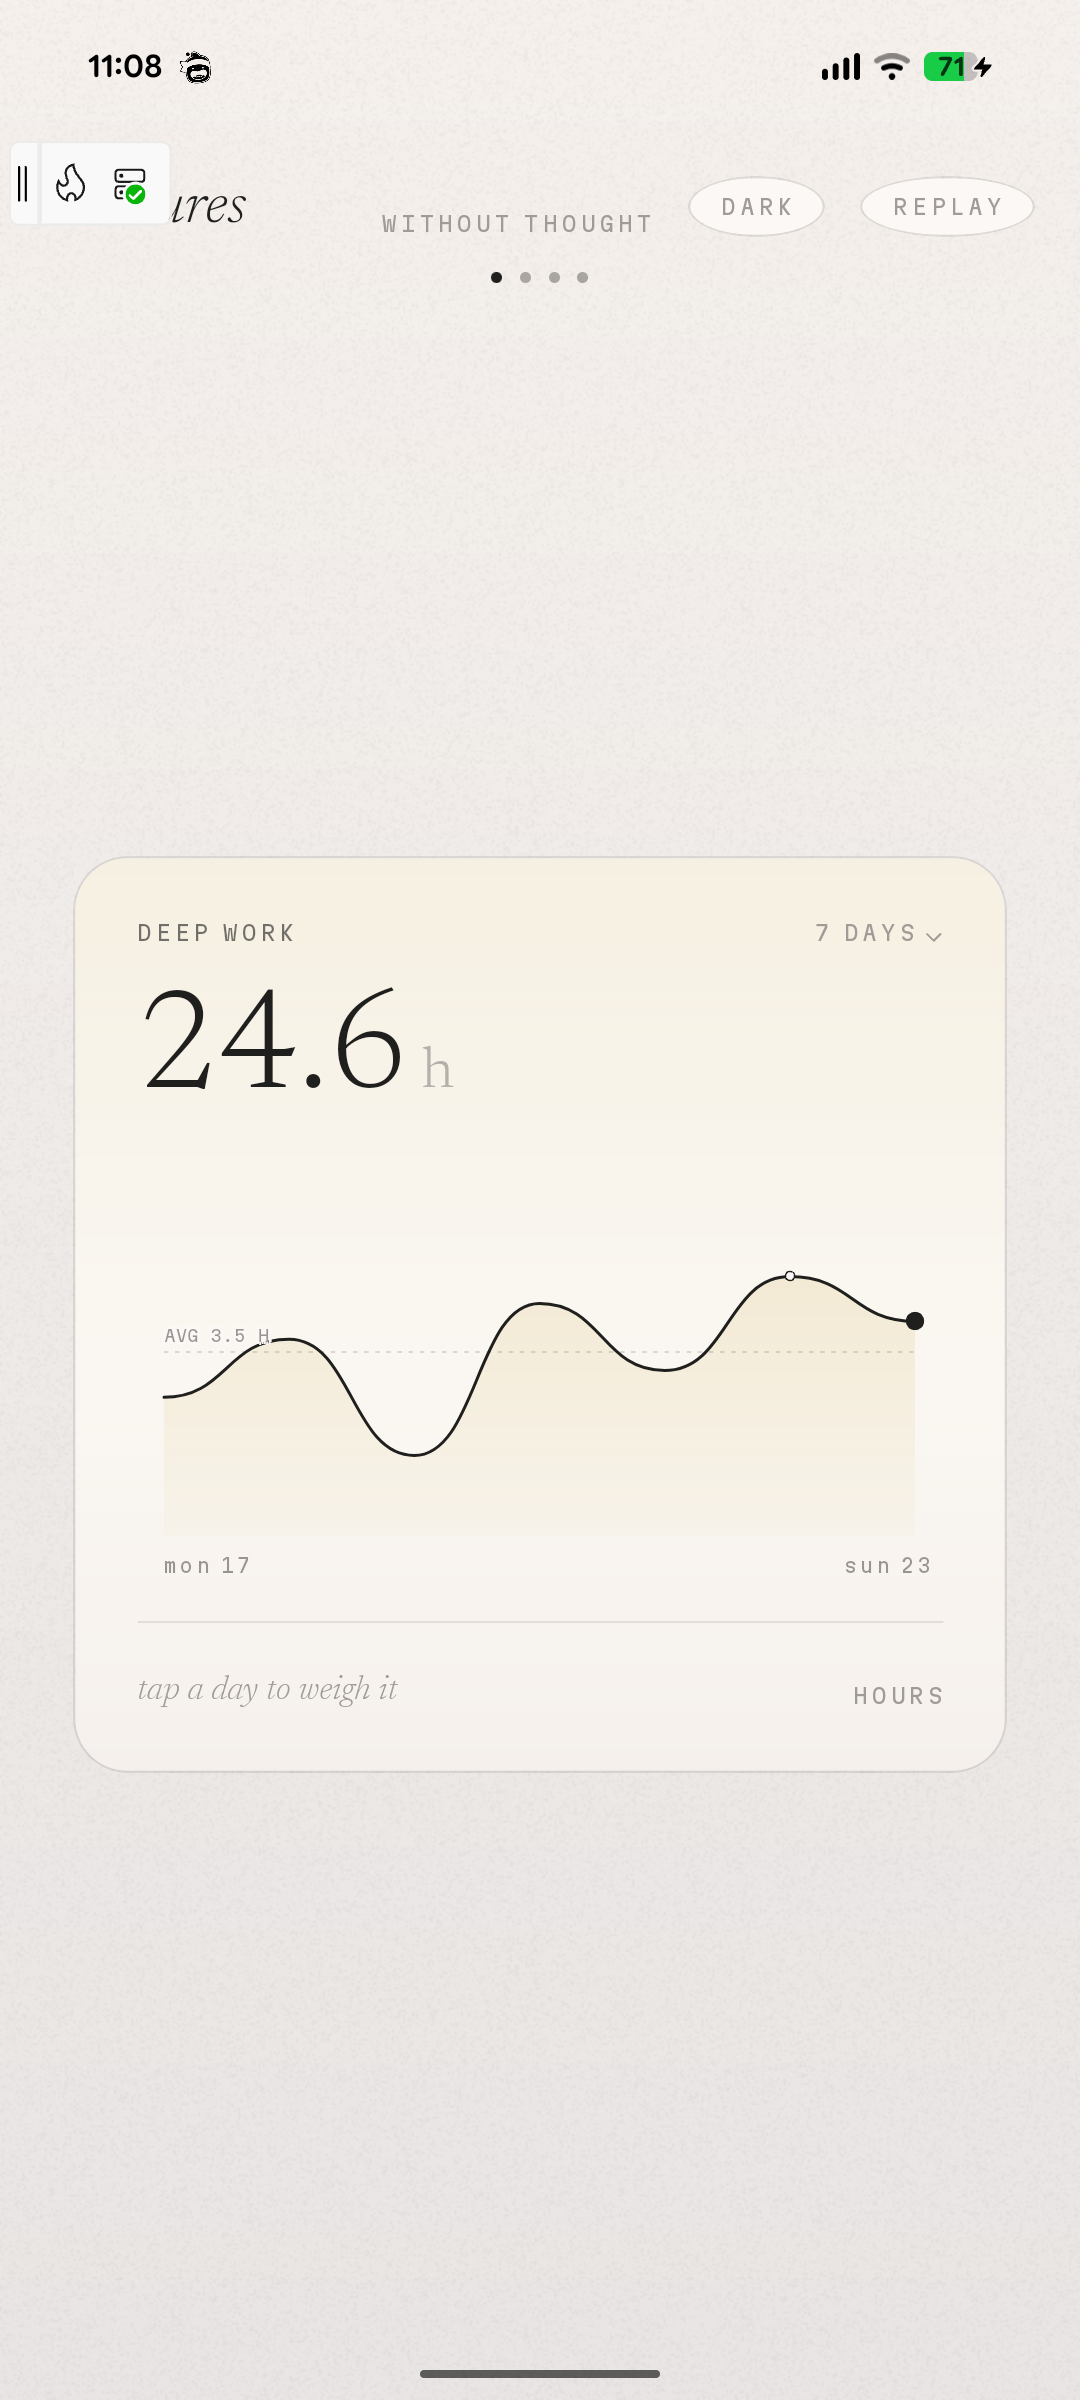 11:08
71
WITHOUT THOUGHT
DARK
REPLAY
DEEP WORK
7 DAYS
24.6 h
AVG 3.5 H
mon 17
sun 23
tap a day to weigh it
HOURS